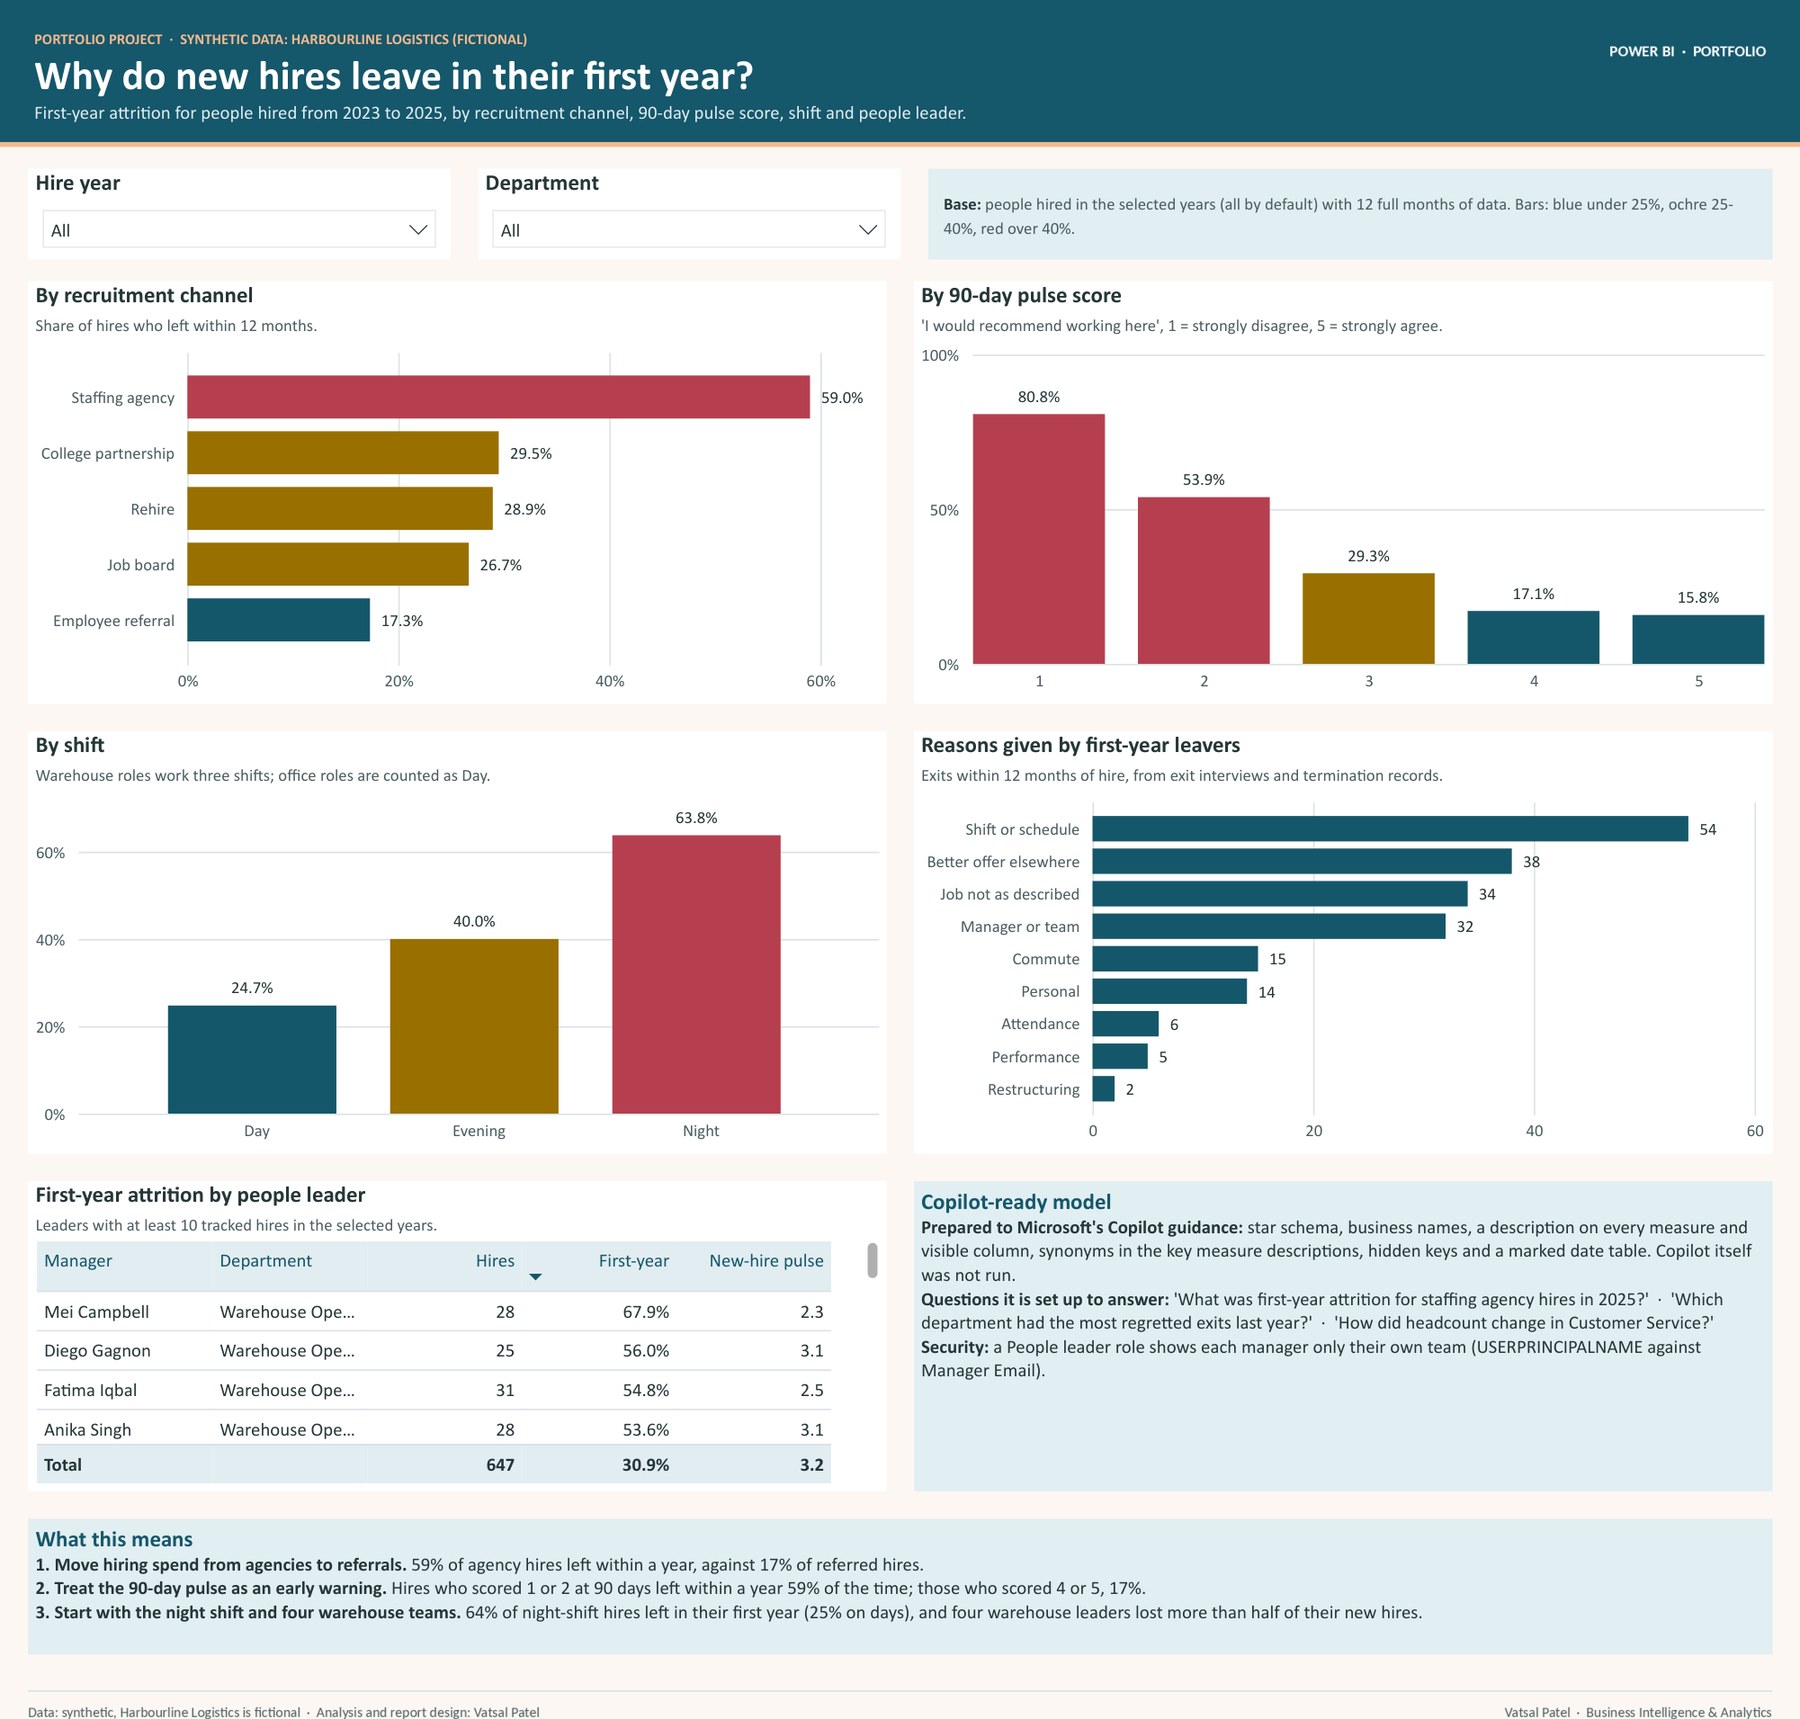 PORTFOLIO PROJECT · SYNTHETIC DATA: HARBOURLINE LOGISTICS (FICTIONAL)
POWER BI · PORTFOLIO
Why do new hires leave in their first year?
First-year attrition for people hired from 2023 to 2025, by recruitment channel, 90-day pulse score, shift and people leader.
Hire year
All
Department
All
Base: people hired in the selected years (all by default) with 12 full months of data. Bars: blue under 25%, ochre 25-
40%, red over 40%.
By recruitment channel
Share of hires who left within 12 months.
Staffing agency 59.0%
College partnership 29.5%
Rehire 28.9%
Job board 26.7%
Employee referral 17.3%
0% 20% 40% 60%
By 90-day pulse score
'I would recommend working here', 1 = strongly disagree, 5 = strongly agree.
100%
80.8%
53.9%
50%
29.3%
17.1%
15.8%
0%
1 2 3 4 5
By shift
Warehouse roles work three shifts; office roles are counted as Day.
63.8%
60%
40.0%
40%
24.7%
20%
0%
Day Evening Night
Reasons given by first-year leavers
Exits within 12 months of hire, from exit interviews and termination records.
Shift or schedule 54
Better offer elsewhere 38
Job not as described 34
Manager or team 32
Commute 15
Personal 14
Attendance 6
Performance 5
Restructuring 2
0 20 40 60
First-year attrition by people leader
Leaders with at least 10 tracked hires in the selected years.
Manager Department Hires First-year New-hire pulse
Mei Campbell Warehouse Ope... 28 67.9% 2.3
Diego Gagnon Warehouse Ope... 25 56.0% 3.1
Fatima Iqbal Warehouse Ope... 31 54.8% 2.5
Anika Singh Warehouse Ope... 28 53.6% 3.1
Total 647 30.9% 3.2
Copilot-ready model
Prepared to Microsoft's Copilot guidance: star schema, business names, a description on every measure and
visible column, synonyms in the key measure descriptions, hidden keys and a marked date table. Copilot itself
was not run.
Questions it is set up to answer: 'What was first-year attrition for staffing agency hires in 2025?' · 'Which
department had the most regretted exits last year?' · 'How did headcount change in Customer Service?'
Security: a People leader role shows each manager only their own team (USERPRINCIPALNAME against
Manager Email).
What this means
1. Move hiring spend from agencies to referrals. 59% of agency hires left within a year, against 17% of referred hires.
2. Treat the 90-day pulse as an early warning. Hires who scored 1 or 2 at 90 days left within a year 59% of the time; those who scored 4 or 5, 17%.
3. Start with the night shift and four warehouse teams. 64% of night-shift hires left in their first year (25% on days), and four warehouse leaders lost more than half of their new hires.
Data: synthetic, Harbourline Logistics is fictional · Analysis and report design: Vatsal Patel
Vatsal Patel · Business Intelligence & Analytics